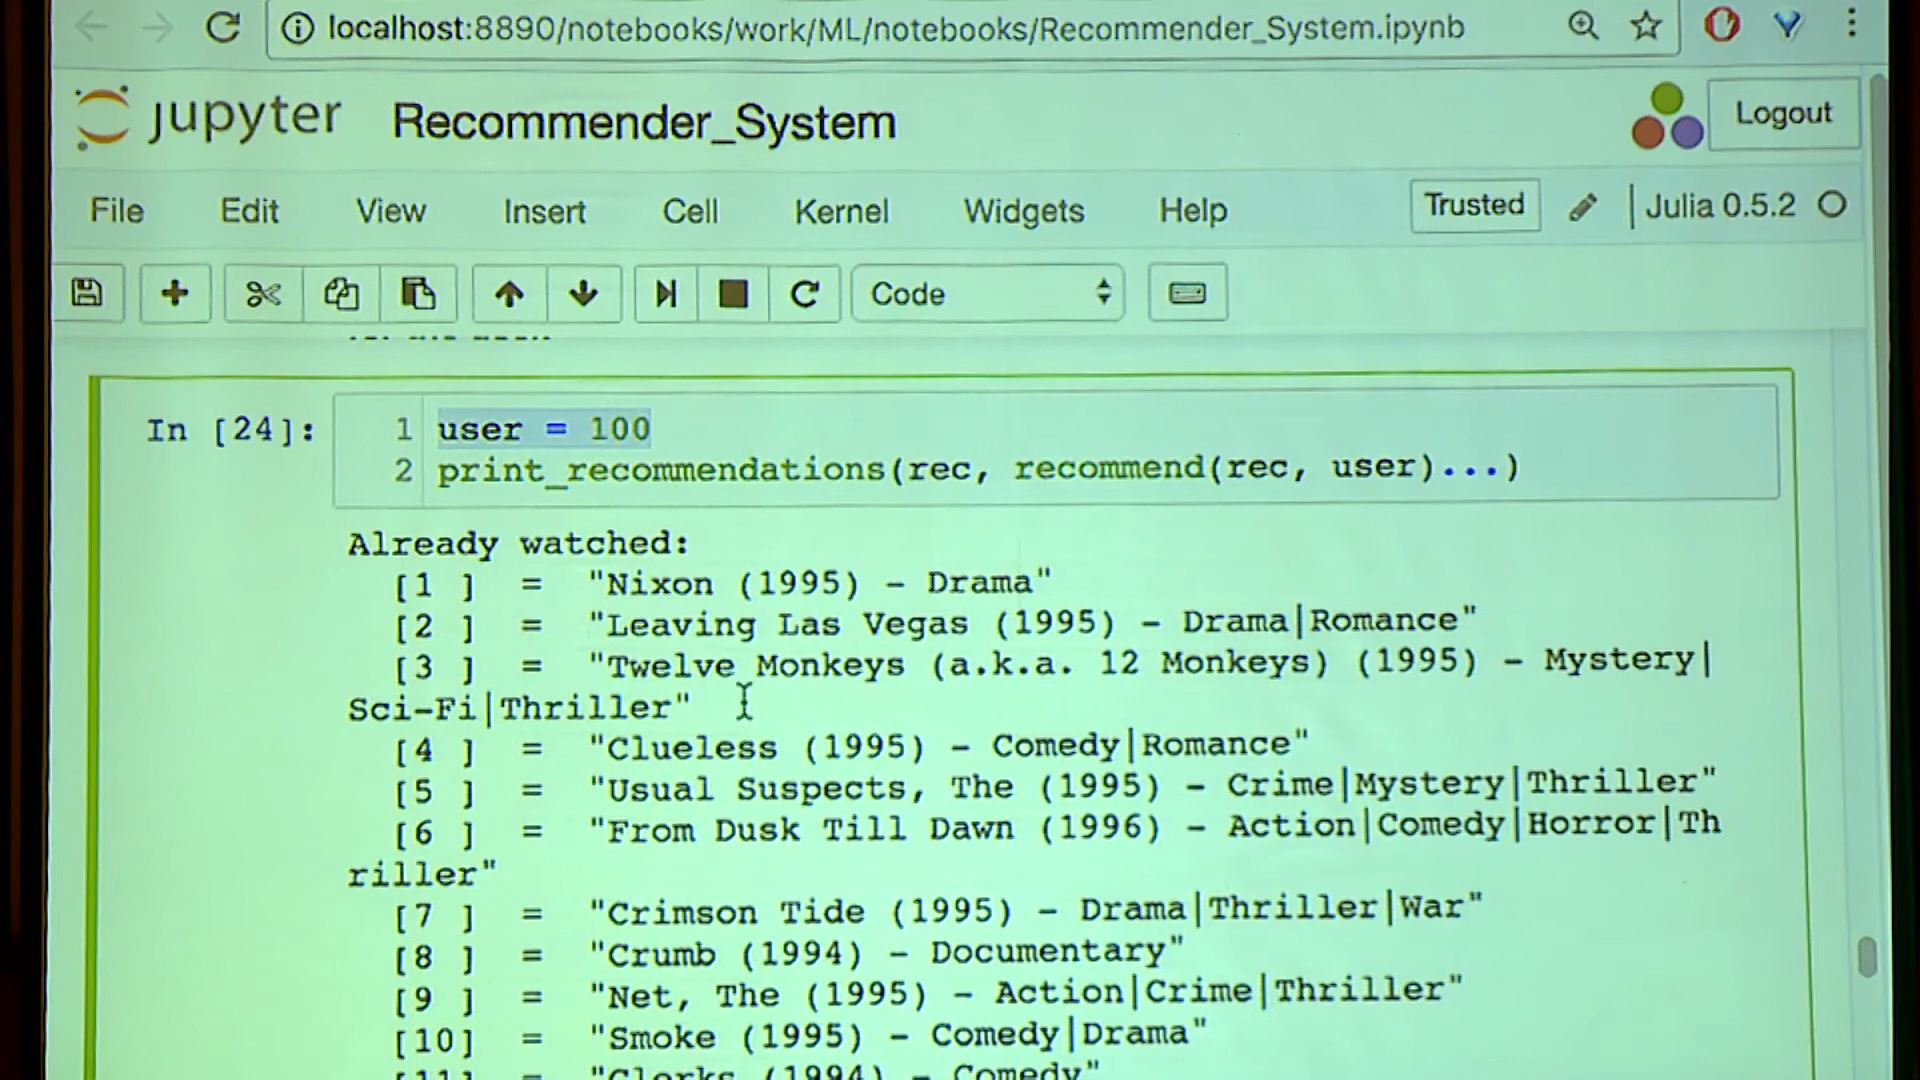 localhost:8890/notebooks/work/ML/notebooks/Recommender_System.ipynb
jupyter Recommender_System
Logout
File Edit View Insert Cell Kernel Widgets Help
Trusted
Julia 0.5.2
Code
In [24]:
1 user = 100
2 print_recommendations(rec, recommend(rec, user)...)
Already watched:
[1 ] = "Nixon (1995) - Drama"
[2 ] = "Leaving Las Vegas (1995) - Drama|Romance"
[3 ] = "Twelve Monkeys (a.k.a. 12 Monkeys) (1995) - Mystery|
Sci-Fi|Thriller"
[4 ] = "Clueless (1995) - Comedy|Romance"
[5 ] = "Usual Suspects, The (1995) - Crime|Mystery|Thriller"
[6 ] = "From Dusk Till Dawn (1996) - Action|Comedy|Horror|Th
riller"
[7 ] = "Crimson Tide (1995) - Drama|Thriller|War"
[8 ] = "Crumb (1994) - Documentary"
[9 ] = "Net, The (1995) - Action|Crime|Thriller"
[10] = "Smoke (1995) - Comedy|Drama"
[11] = "Clerks (1994) - Comedy"